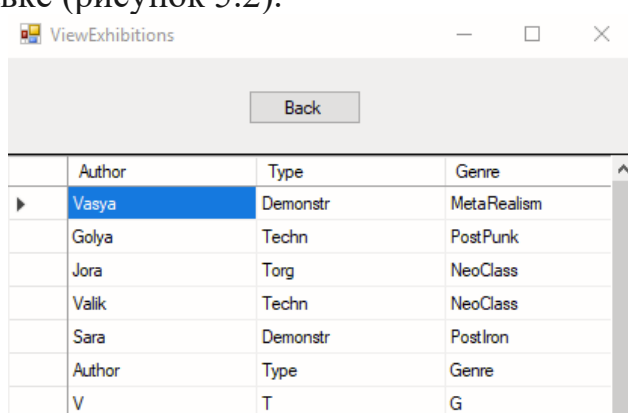 вке (рисунок 5.2).
ViewExhibitions
Back
Author Type Genre
Vasya Demonstr MetaRealism
Golya Techn PostPunk
Jora Torg NeoClass
Valik Techn NeoClass
Sara Demonstr PostIron
Author Type Genre
V T G